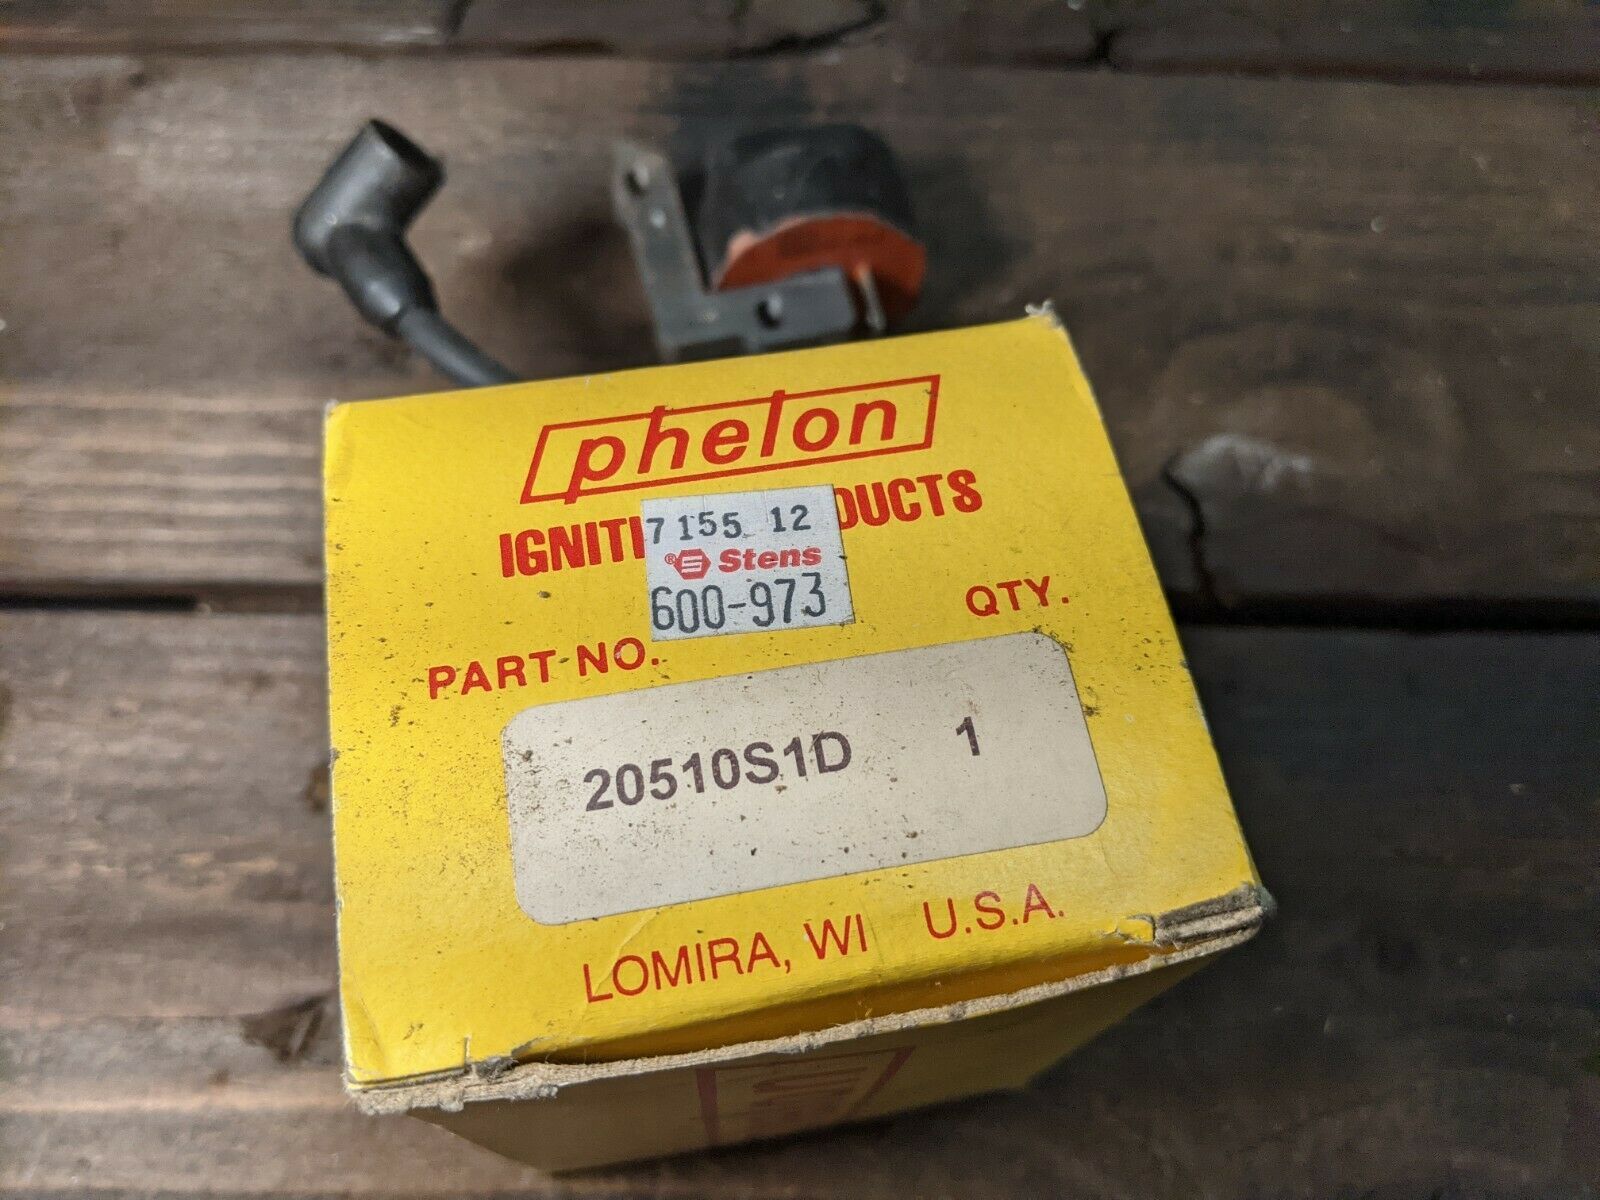 phelon
IGNITI DUCTS
7155 12
® S Stens
600-973
PART NO. QTY.
20510S1D 1
LOMIRA, WI U.S.A.